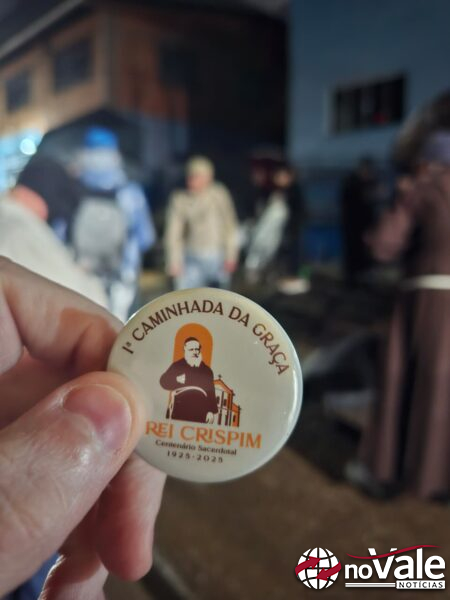 1ª CAMINHADA DA GRAÇA
REI CRISPIM
Centenário Sacerdotal
1925-2025
noVale
NOTÍCIAS